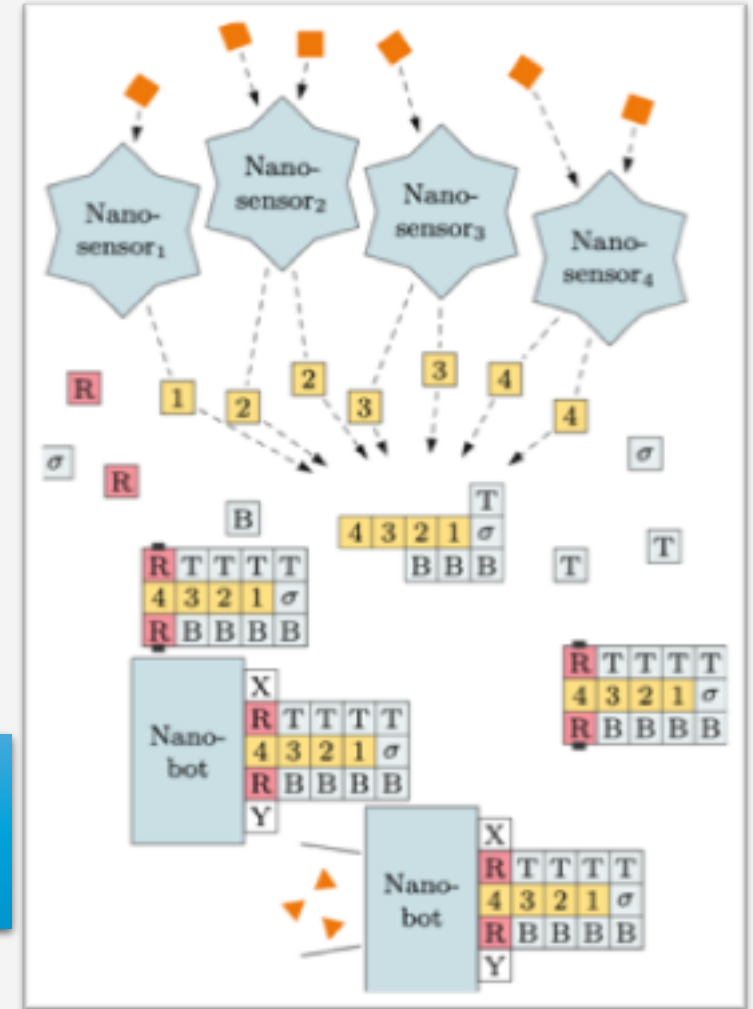 Nano-
sensor₁
Nano-
sensor₂
Nano-
sensor₃
Nano-
sensor₄
R
1
2
2
3
3
4
4
σ
R
B
σ
T
T
T
4 3 2 1 σ
B B B
R T T T T
4 3 2 1 σ
R B B B B
R T T T T
4 3 2 1 σ
R B B B B
Nano-
bot
X
R T T T T
4 3 2 1 σ
R B B B B
Y
Nano-
bot
X
R T T T T
4 3 2 1 σ
R B B B B
Y